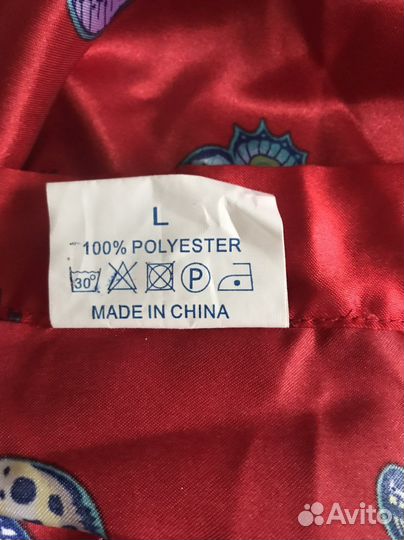 L
100% POLYESTER
30° P
MADE IN CHINA
Avito